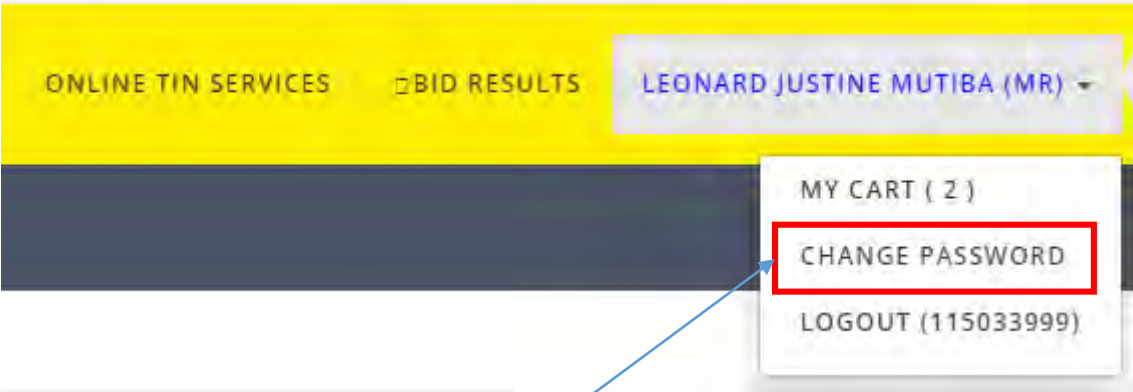 ONLINE TIN SERVICES BID RESULTS LEONARD JUSTINE MUTIBA (MR)
MY CART ( 2 )
CHANGE PASSWORD
LOGOUT (115033999)